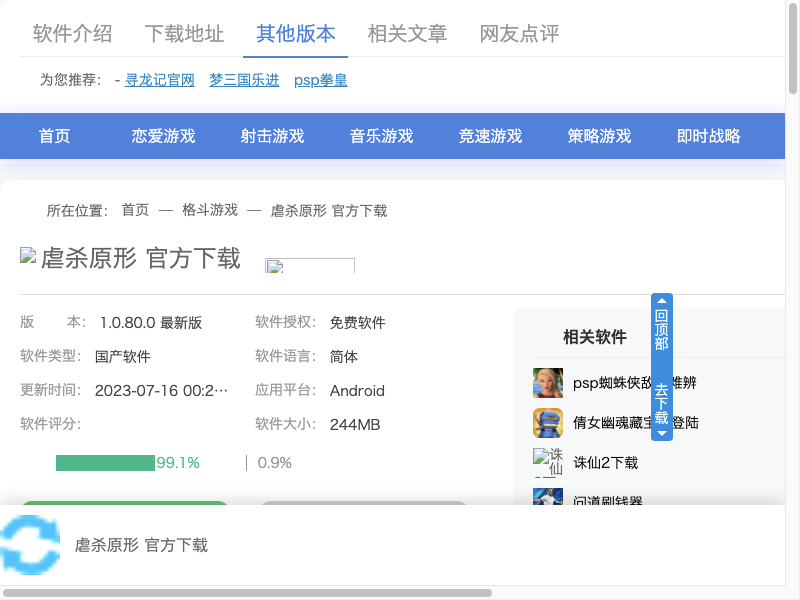 软件介绍 下载地址 其他版本 相关文章 网友点评
为您推荐: - 寻龙记官网 梦三国乐进 psp拳皇
首页 恋爱游戏 射击游戏 音乐游戏 竞速游戏 策略游戏 即时战略
所在位置: 首页 — 格斗游戏 — 虐杀原形 官方下载
虐杀原形 官方下载
版 本: 1.0.80.0 最新版 软件授权: 免费软件
软件类型: 国产软件 软件语言: 简体
更新时间: 2023-07-16 00:2… 应用平台: Android
软件评分: 软件大小: 244MB
99.1% 0.9%
相关软件
psp蜘蛛侠敌 难辨
倩女幽魂藏宝 登陆
诛仙
诛仙2下载
问道刷钱器
回顶部
去下载
虐杀原形 官方下载